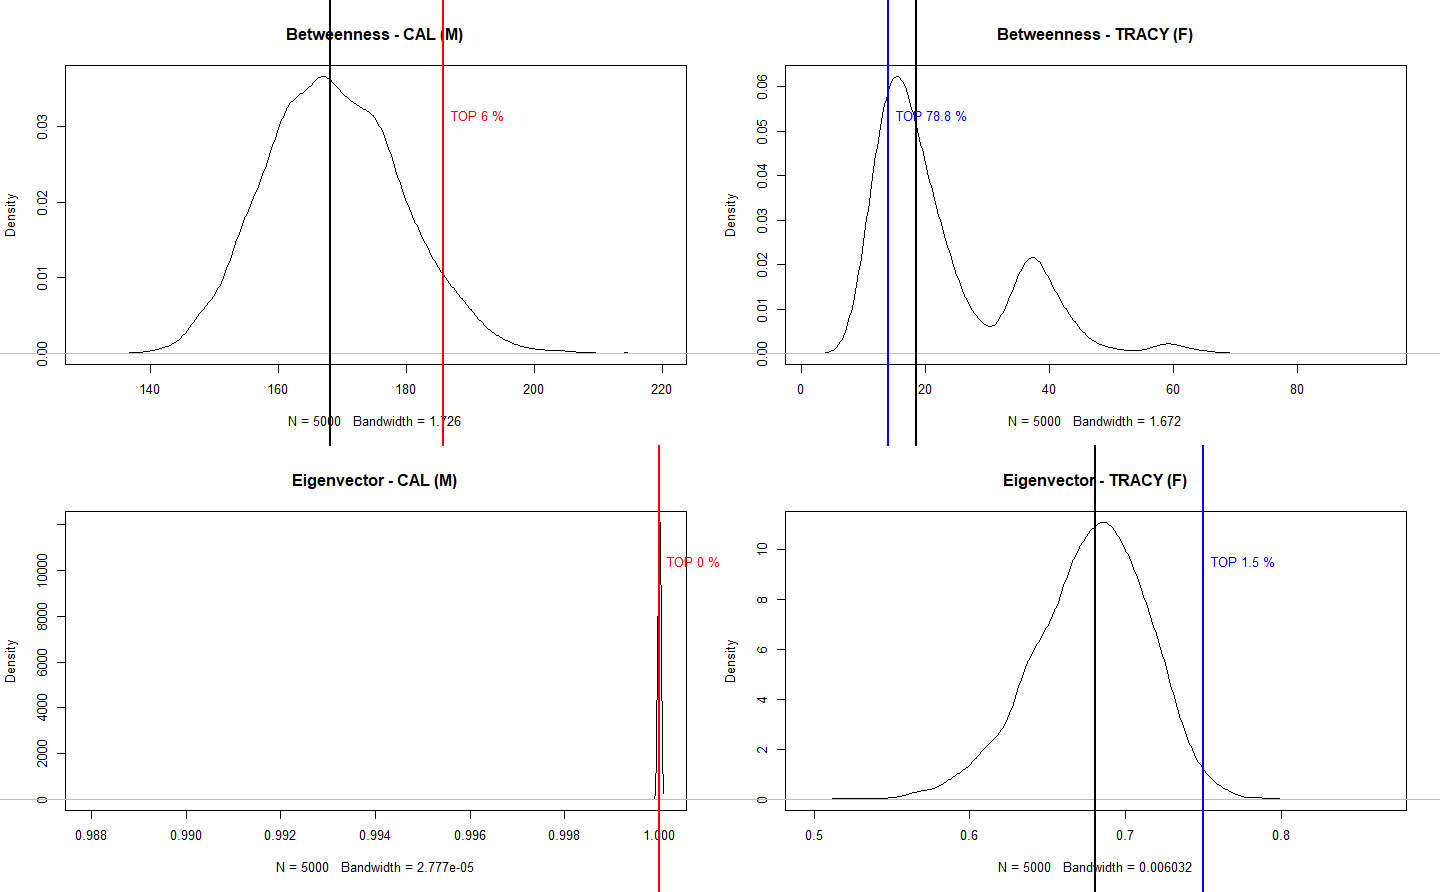 Betweenness - CAL (M)
TOP 6 %
Density
0.00 0.01 0.02 0.03
140 160 180 200 220
N = 5000 Bandwidth = 1.726
Betweenness - TRACY (F)
TOP 78.8 %
Density
0.00 0.01 0.02 0.03 0.04 0.05 0.06
0 20 40 60 80
N = 5000 Bandwidth = 1.672
Eigenvector - CAL (M)
TOP 0 %
Density
0 2000 4000 6000 8000 10000
0.988 0.990 0.992 0.994 0.996 0.998 1.000
N = 5000 Bandwidth = 2.777e-05
Eigenvector - TRACY (F)
TOP 1.5 %
Density
0 2 4 6 8 10
0.5 0.6 0.7 0.8
N = 5000 Bandwidth = 0.006032